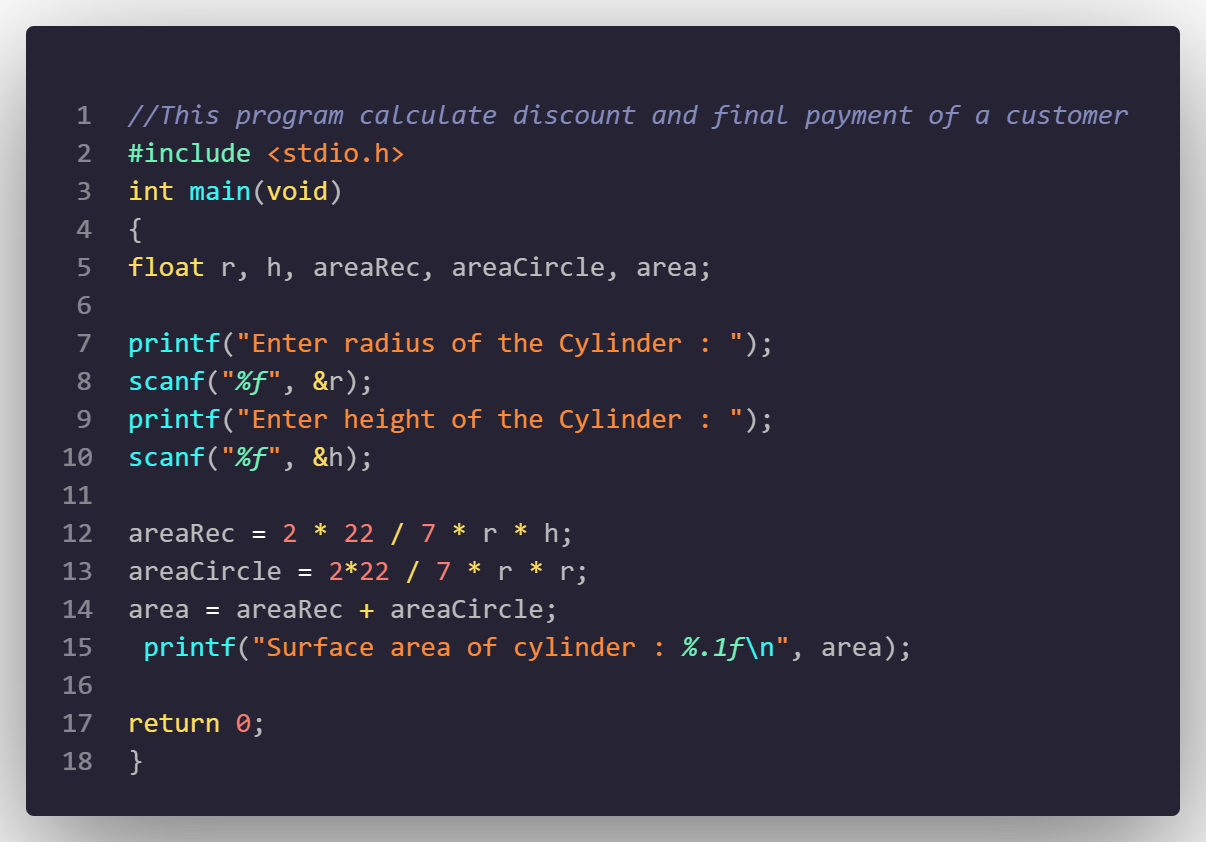 1 //This program calculate discount and final payment of a customer
2 #include <stdio.h>
3 int main(void)
4 {
5 float r, h, areaRec, areaCircle, area;
6
7 printf("Enter radius of the Cylinder : ");
8 scanf("%f", &r);
9 printf("Enter height of the Cylinder : ");
10 scanf("%f", &h);
11
12 areaRec = 2 * 22 / 7 * r * h;
13 areaCircle = 2*22 / 7 * r * r;
14 area = areaRec + areaCircle;
15  printf("Surface area of cylinder : %.1f\n", area);
16
17 return 0;
18 }